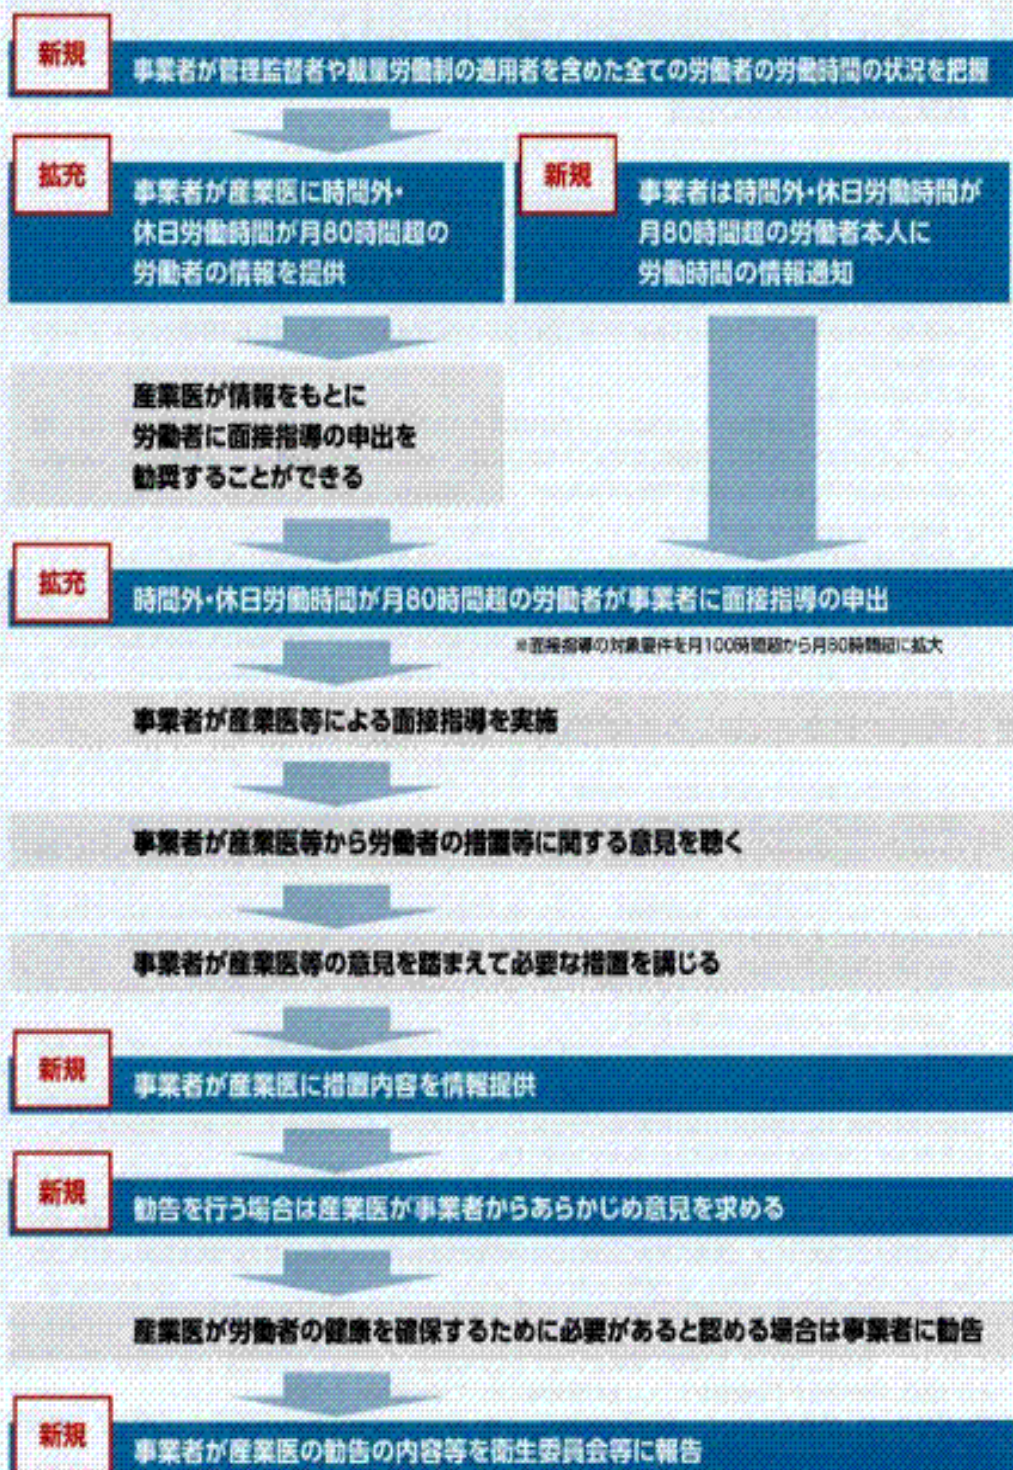 新規
事業者が管理監督者や裁量労働制の適用者を含めた全ての労働者の労働時間の状況を把握
拡充
事業者が産業医に時間外・
休日労働時間が月80時間超の
労働者の情報を提供
新規
事業者は時間外・休日労働時間が
月80時間超の労働者本人に
労働時間の情報通知
産業医が情報をもとに
労働者に面接指導の申出を
勧奨することができる
拡充
時間外・休日労働時間が月80時間超の労働者が事業者に面接指導の申出
※面接指導の対象要件を月100時間超から月80時間超に拡大
事業者が産業医等による面接指導を実施
事業者が産業医等から労働者の措置等に関する意見を聴く
事業者が産業医等の意見を踏まえて必要な措置を講じる
新規
事業者が産業医に措置内容を情報提供
新規
勧告を行う場合は産業医が事業者からあらかじめ意見を求める
産業医が労働者の健康を確保するために必要があると認める場合は事業者に勧告
新規
事業者が産業医の勧告の内容等を衛生委員会等に報告